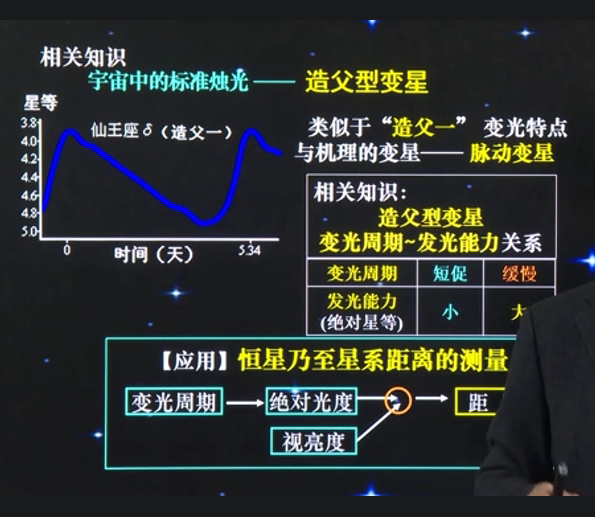 相关知识
宇宙中的标准烛光——造父型变星
星等
3.8
4.0
4.2
4.4
4.6
4.8
5.0
仙王座δ(造父一)
0
5.34
时间(天)
类似于“造父一”变光特点
与机理的变星——脉动变星
相关知识:
造父型变星
变光周期~发光能力关系
变光周期 短促 缓慢
发光能力
(绝对星等) 小 大
【应用】恒星乃至星系距离的测量
变光周期 绝对光度 距
视亮度